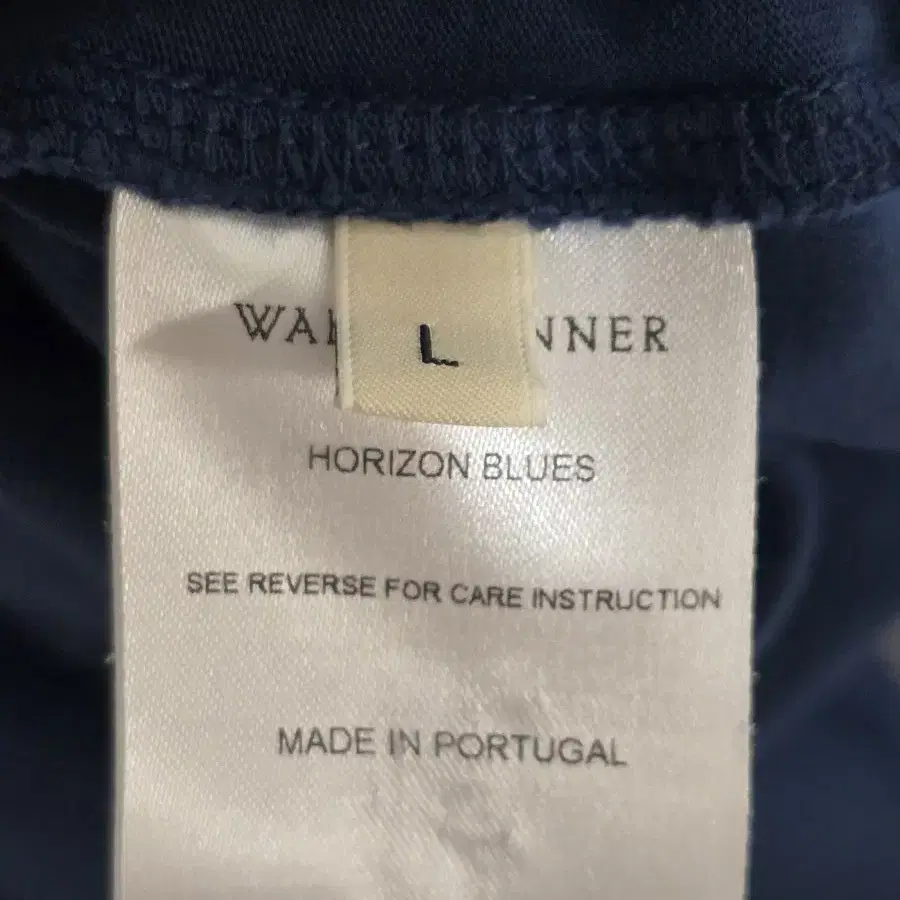 L
HORIZON BLUES
SEE REVERSE FOR CARE INSTRUCTION
MADE IN PORTUGAL